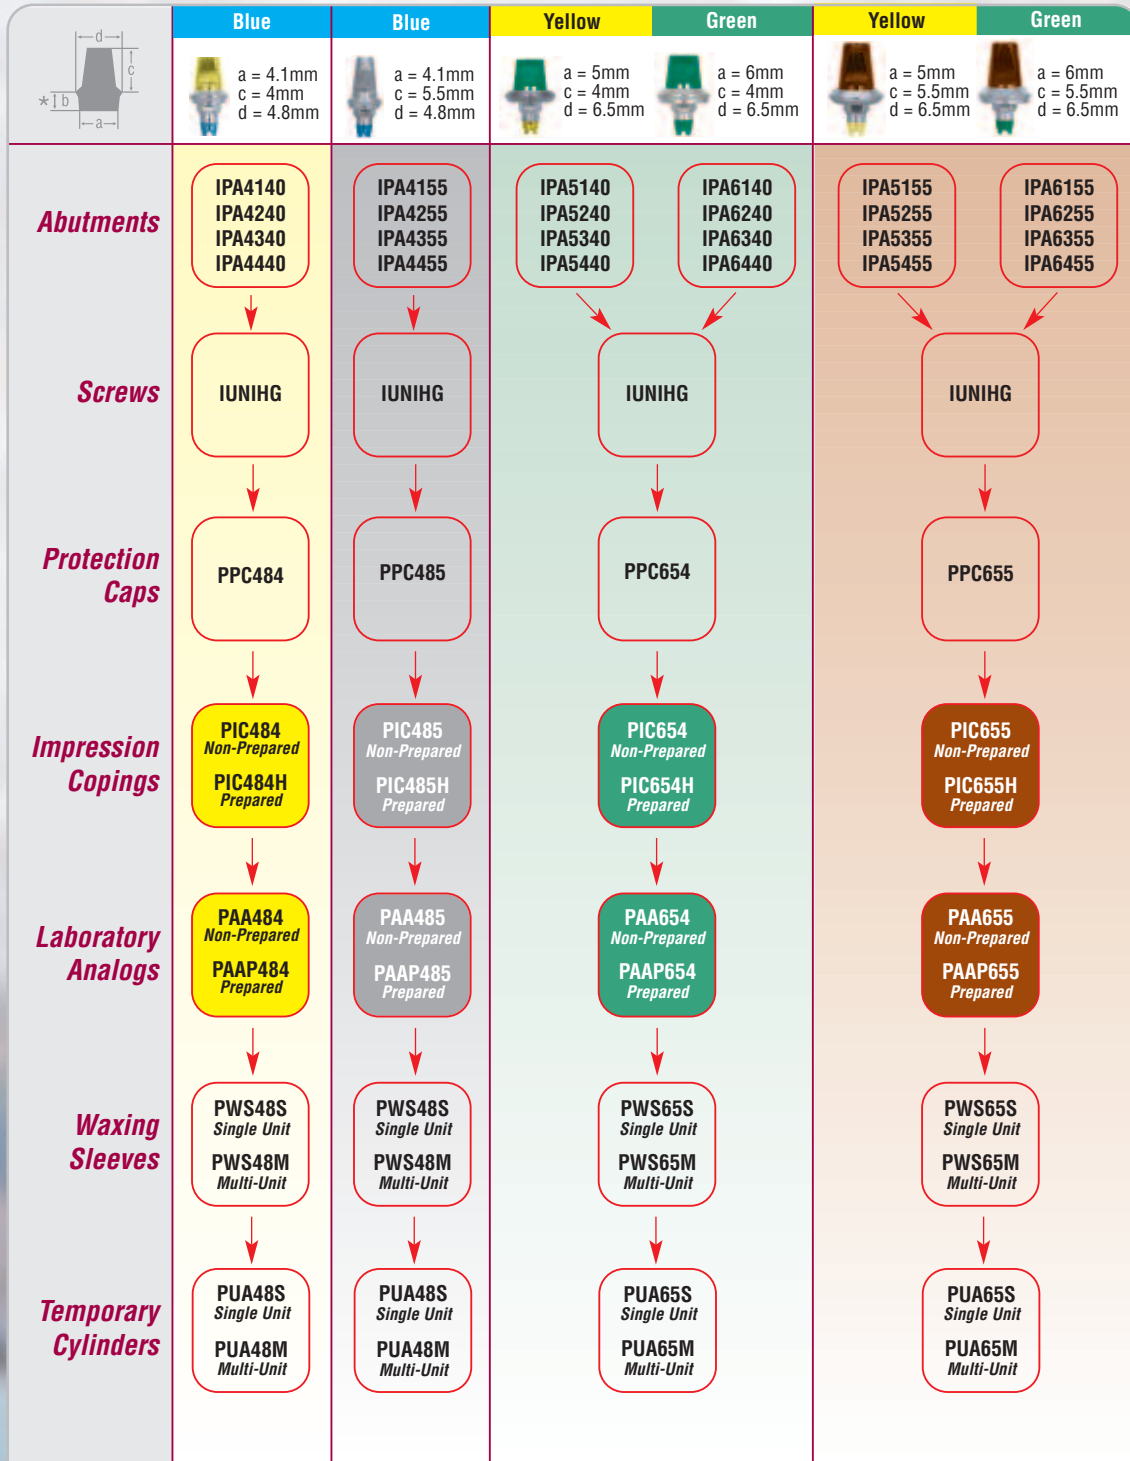 Blue
Blue
Yellow
Green
Yellow
Green
d
c
* b
a
a = 4.1mm
c = 4mm
d = 4.8mm
a = 4.1mm
c = 5.5mm
d = 4.8mm
a = 5mm
c = 4mm
d = 6.5mm
a = 6mm
c = 4mm
d = 6.5mm
a = 5mm
c = 5.5mm
d = 6.5mm
a = 6mm
c = 5.5mm
d = 6.5mm
Abutments
IPA4140
IPA4240
IPA4340
IPA4440
IPA4155
IPA4255
IPA4355
IPA4455
IPA5140
IPA5240
IPA5340
IPA5440
IPA6140
IPA6240
IPA6340
IPA6440
IPA5155
IPA5255
IPA5355
IPA5455
IPA6155
IPA6255
IPA6355
IPA6455
Screws
IUNIHG
IUNIHG
IUNIHG
IUNIHG
Protection
Caps
PPC484
PPC485
PPC654
PPC655
Impression
Copings
PIC484
Non-Prepared
PIC484H
Prepared
PIC485
Non-Prepared
PIC485H
Prepared
PIC654
Non-Prepared
PIC654H
Prepared
PIC655
Non-Prepared
PIC655H
Prepared
Laboratory
Analogs
PAA484
Non-Prepared
PAAP484
Prepared
PAA485
Non-Prepared
PAAP485
Prepared
PAA654
Non-Prepared
PAAP654
Prepared
PAA655
Non-Prepared
PAAP655
Prepared
Waxing
Sleeves
PWS48S
Single Unit
PWS48M
Multi-Unit
PWS48S
Single Unit
PWS48M
Multi-Unit
PWS65S
Single Unit
PWS65M
Multi-Unit
PWS65S
Single Unit
PWS65M
Multi-Unit
Temporary
Cylinders
PUA48S
Single Unit
PUA48M
Multi-Unit
PUA48S
Single Unit
PUA48M
Multi-Unit
PUA65S
Single Unit
PUA65M
Multi-Unit
PUA65S
Single Unit
PUA65M
Multi-Unit